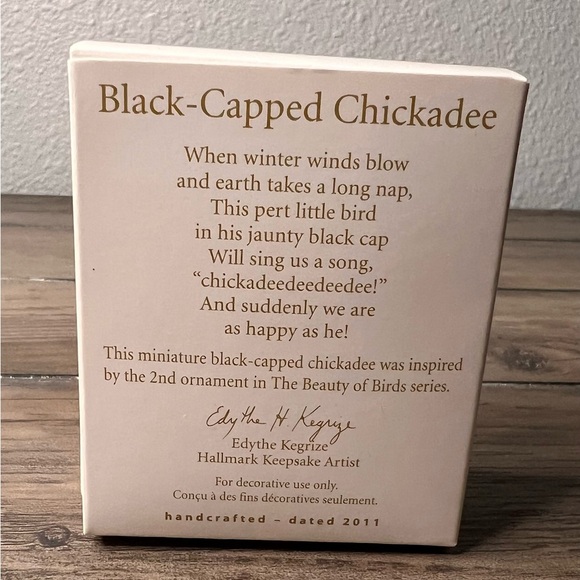 Black-Capped Chickadee
When winter winds blow
and earth takes a long nap,
This pert little bird
in his jaunty black cap
Will sing us a song,
“chickadeedeedeedee!”
And suddenly we are
as happy as he!
This miniature black-capped chickadee was inspired
by the 2nd ornament in The Beauty of Birds series.
Edythe H. Kegrize
Edythe Kegrize
Hallmark Keepsake Artist
For decorative use only.
Conçu à des fins décoratives seulement.
handcrafted – dated 2011